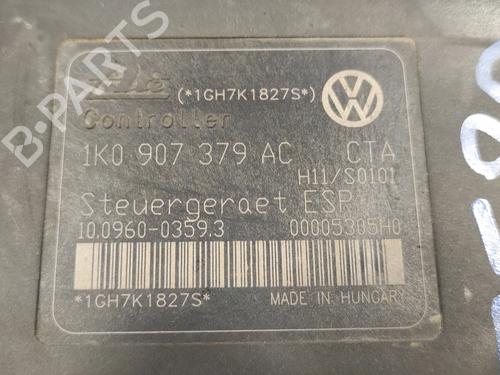 ate (*1GH7K1827S*)
Controller
1K0 907 379 AC CTA
H11/S0101
Steuergeraet ESP
10.0960-0359.3 00005305H0
*1GH7K1827S* MADE IN HUNGARY
B-PARTS